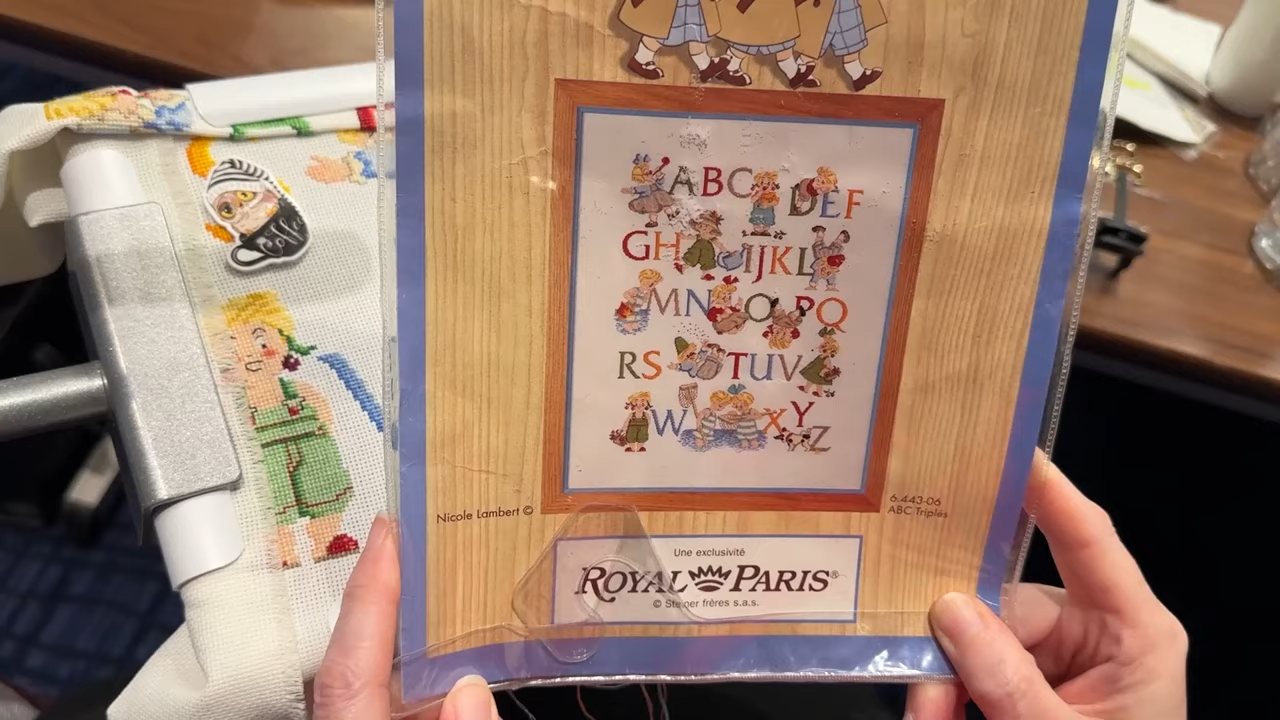 Coffee
ABC DEF
GH IJKL
MN O PQ
RS TUV
W XYZ
Nicole Lambert ©
6.443-06
ABC Triplés
Une exclusivité
ROYAL PARIS®
© Steiner frères s.a.s.